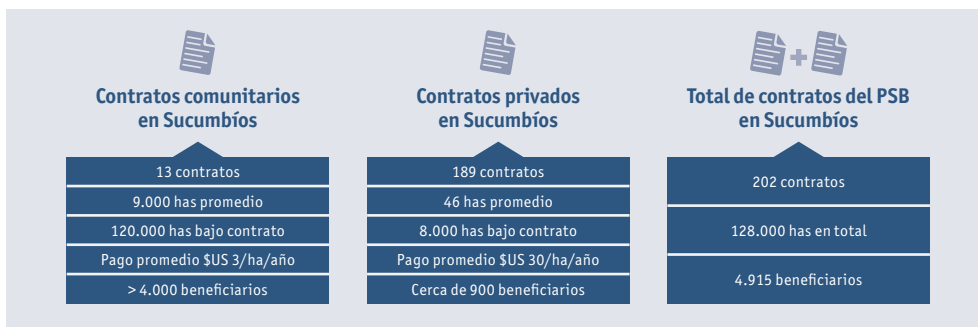 Contratos comunitarios
en Sucumbíos
13 contratos
9.000 has promedio
120.000 has bajo contrato
Pago promedio $US 3/ha/año
> 4.000 beneficiarios
Contratos privados
en Sucumbíos
189 contratos
46 has promedio
8.000 has bajo contrato
Pago promedio $US 30/ha/año
Cerca de 900 beneficiarios
Total de contratos del PSB
en Sucumbíos
202 contratos
128.000 has en total
4.915 beneficiarios